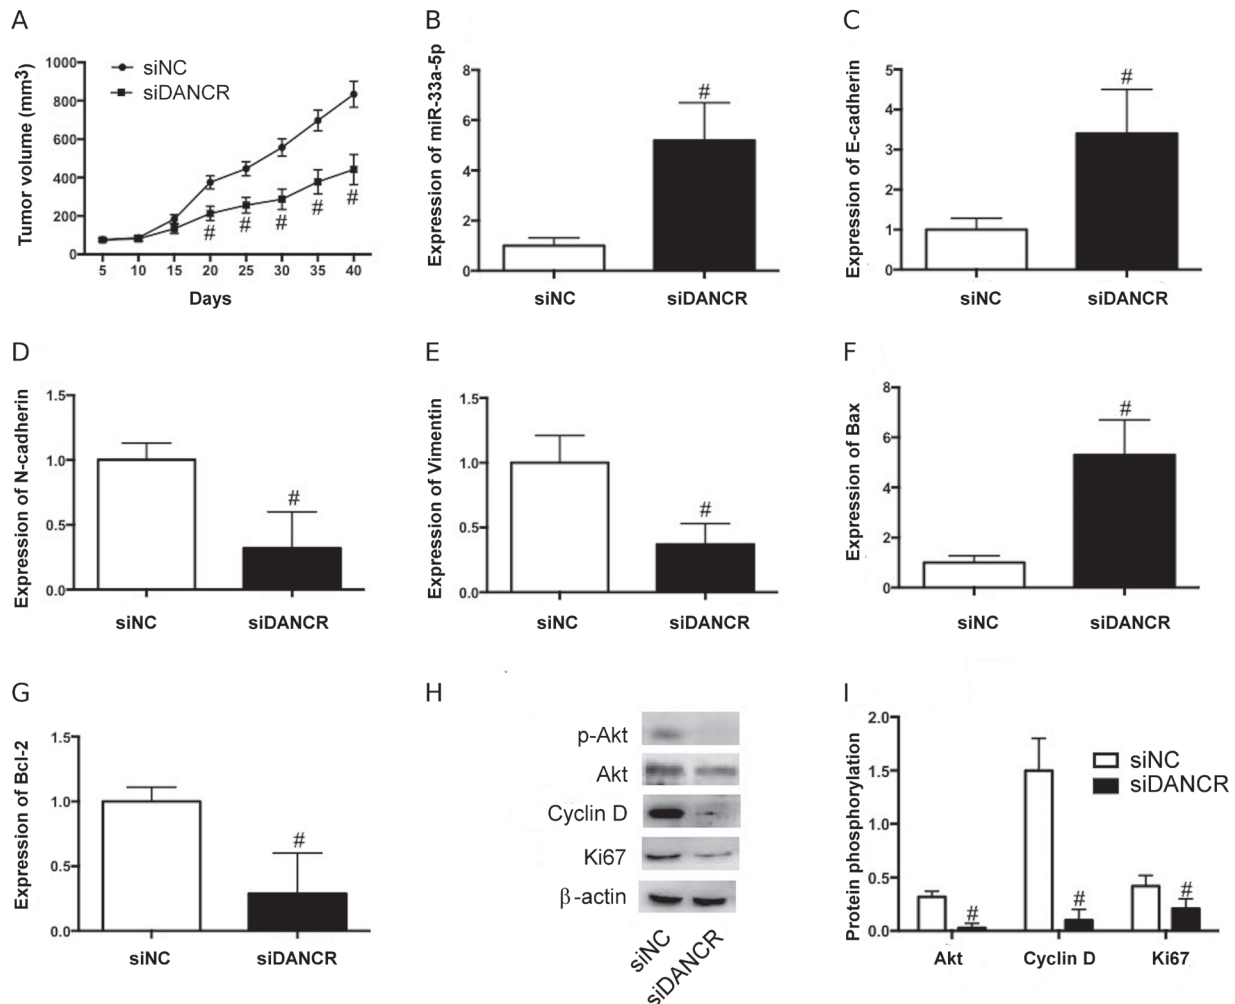 A
Tumor volume (mm3)
1000
800
600
400
200
0
siNC
siDANCR
# # # # #
5 10 15 20 25 30 35 40
Days
B
Expression of miR-33a-5p
8
6
4
2
0
#
siNC siDANCR
C
Expression of E-cadherin
5
4
3
2
1
0
#
siNC siDANCR
D
Expression of N-cadherin
1.5
1.0
0.5
0.0
#
siNC siDANCR
E
Expression of Vimentin
1.5
1.0
0.5
0.0
#
siNC siDANCR
F
Expression of Bax
8
6
4
2
0
#
siNC siDANCR
G
Expression of Bcl-2
1.5
1.0
0.5
0.0
#
siNC siDANCR
H
p-Akt
Akt
Cyclin D
Ki67
β-actin
siNC siDANCR
I
Protein phosphorylation
2.0
1.5
1.0
0.5
0.0
siNC
siDANCR
# # #
Akt Cyclin D Ki67